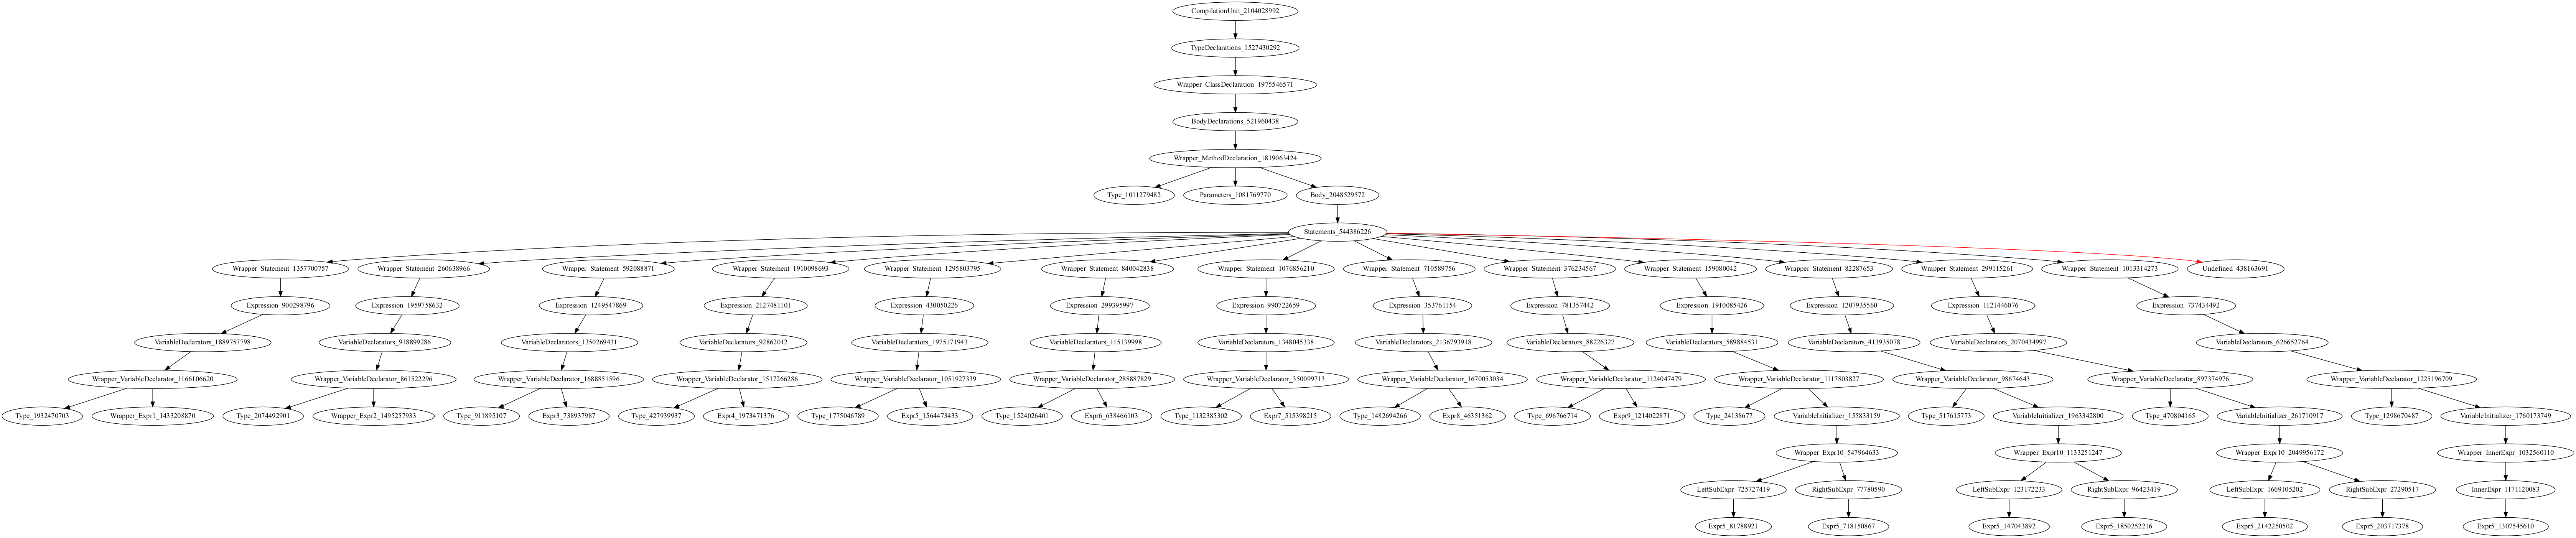 CompilationUnit_2104028992
TypeDeclarations_1527430292
Wrapper_ClassDeclaration_1975546571
BodyDeclarations_521960438
Wrapper_MethodDeclaration_1819063424
Type_1011279482 Parameters_1081769770 Body_2048529572
Statements_544386226
Wrapper_Statement_1357700757 Wrapper_Statement_260638966 Wrapper_Statement_592088871 Wrapper_Statement_1910098693 Wrapper_Statement_1295803795 Wrapper_Statement_840042838 Wrapper_Statement_1076856210 Wrapper_Statement_710589756 Wrapper_Statement_376234567 Wrapper_Statement_159080042 Wrapper_Statement_82287653 Wrapper_Statement_299115261 Wrapper_Statement_1013314273 Undefined_438163691
Expression_900298796 Expression_1959758632 Expression_1249547869 Expression_2127481101 Expression_430050226 Expression_299395997 Expression_990722659 Expression_353761154 Expression_781357442 Expression_1910085426 Expression_1207935560 Expression_1121446076 Expression_737434492
VariableDeclarators_1889757798 VariableDeclarators_918899286 VariableDeclarators_1350269431 VariableDeclarators_92862012 VariableDeclarators_1975171943 VariableDeclarators_115139998 VariableDeclarators_1348045338 VariableDeclarators_2136793918 VariableDeclarators_88226327 VariableDeclarators_589884531 VariableDeclarators_413935078 VariableDeclarators_2070434997 VariableDeclarators_626652764
Wrapper_VariableDeclarator_1166106620 Wrapper_VariableDeclarator_861522296 Wrapper_VariableDeclarator_1688851596 Wrapper_VariableDeclarator_1517266286 Wrapper_VariableDeclarator_1051927339 Wrapper_VariableDeclarator_288887829 Wrapper_VariableDeclarator_350099713 Wrapper_VariableDeclarator_1670053034 Wrapper_VariableDeclarator_1124047479 Wrapper_VariableDeclarator_1117803827 Wrapper_VariableDeclarator_98674643 Wrapper_VariableDeclarator_897374976 Wrapper_VariableDeclarator_1225196709
Type_1932470703 Wrapper_Expr1_1433208870 Type_2074492901 Wrapper_Expr2_1495257933 Type_911895107 Expr3_738937987 Type_427939937 Expr4_1973471376 Type_1775046789 Expr5_1564473433 Type_1524026401 Expr6_638466103 Type_1132385302 Expr7_515398215 Type_1482694266 Expr8_46351362 Type_696766714 Expr9_1214022871 Type_24138677 VariableInitializer_155833159 Type_517615773 VariableInitializer_1963342800 Type_470804165 VariableInitializer_261710917 Type_1298670487 VariableInitializer_1760173749
Wrapper_Expr10_547964633 Wrapper_Expr10_1133251247 Wrapper_Expr10_2049956172 Wrapper_InnerExpr_1032560110
LeftSubExpr_725727419 RightSubExpr_77780590 LeftSubExpr_123172233 RightSubExpr_96423419 LeftSubExpr_1669105202 RightSubExpr_27290517 InnerExpr_1171120083
Expr5_81788921 Expr5_718150867 Expr5_147043892 Expr5_1850252216 Expr5_2142250502 Expr5_203717378 Expr5_1307545610